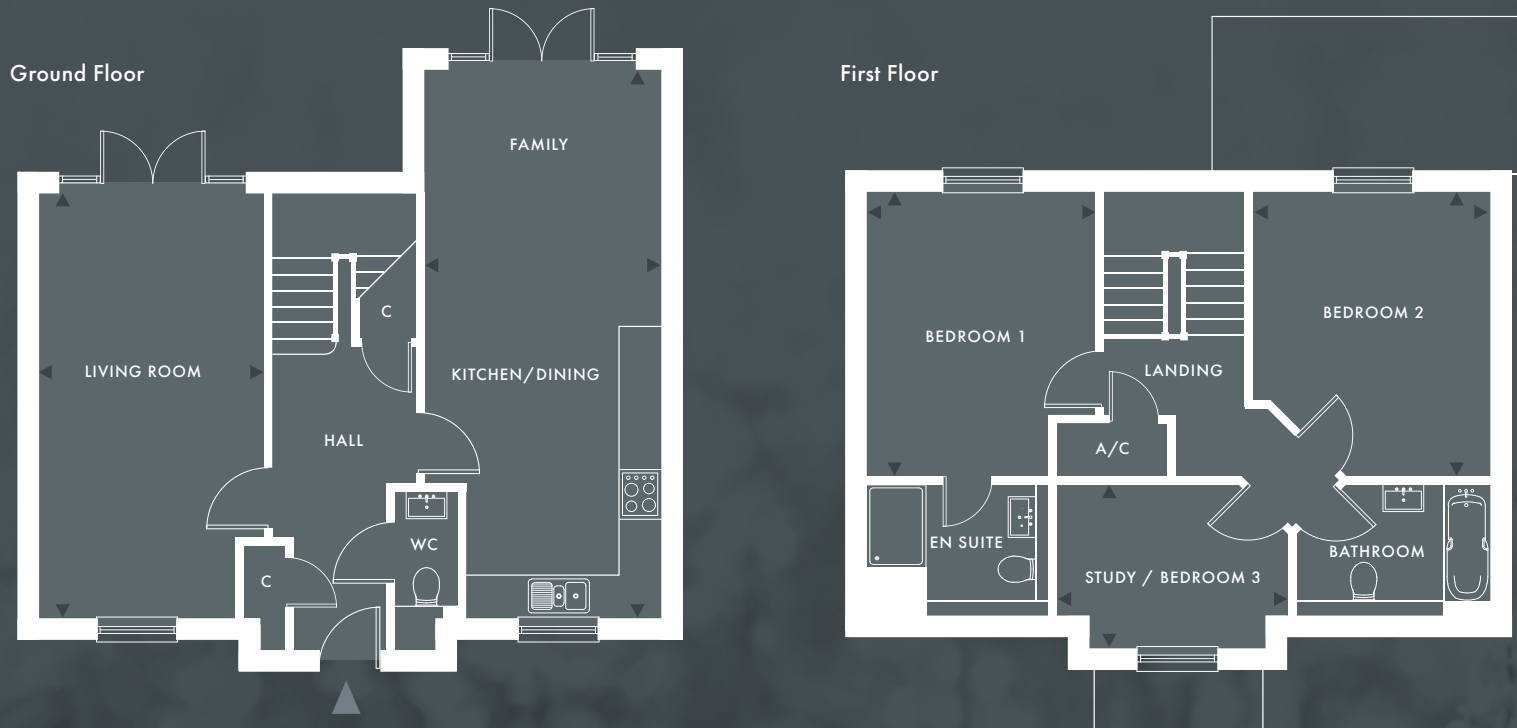 Ground Floor
FAMILY
C
LIVING ROOM
KITCHEN/DINING
HALL
WC
C
First Floor
BEDROOM 2
BEDROOM 1
LANDING
A/C
EN SUITE
BATHROOM
STUDY / BEDROOM 3